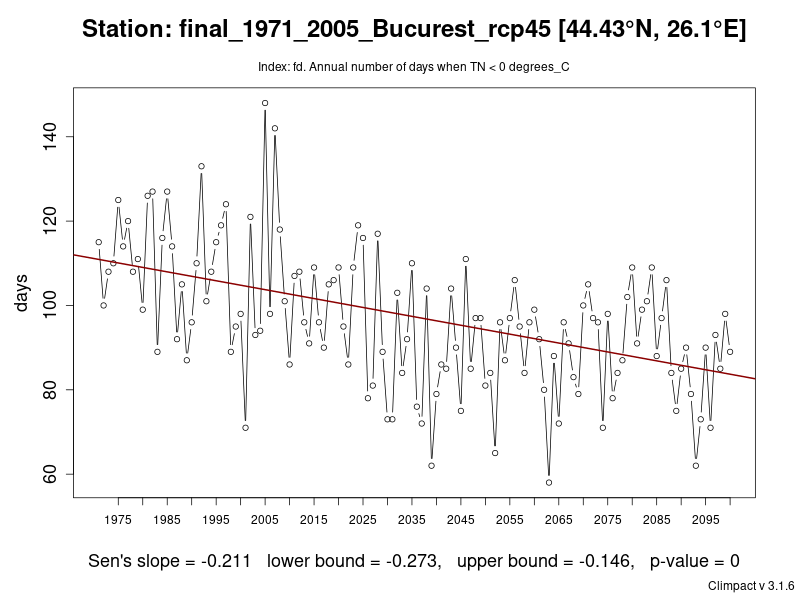 Station: final_1971_2005_Bucurest_rcp45 [44.43°N, 26.1°E]
Index: fd. Annual number of days when TN < 0 degrees_C
days
140
120
100
80
60
1975 1985 1995 2005 2015 2025 2035 2045 2055 2065 2075 2085 2095
Sen's slope = -0.211 lower bound = -0.273, upper bound = -0.146, p-value = 0
Climpact v 3.1.6